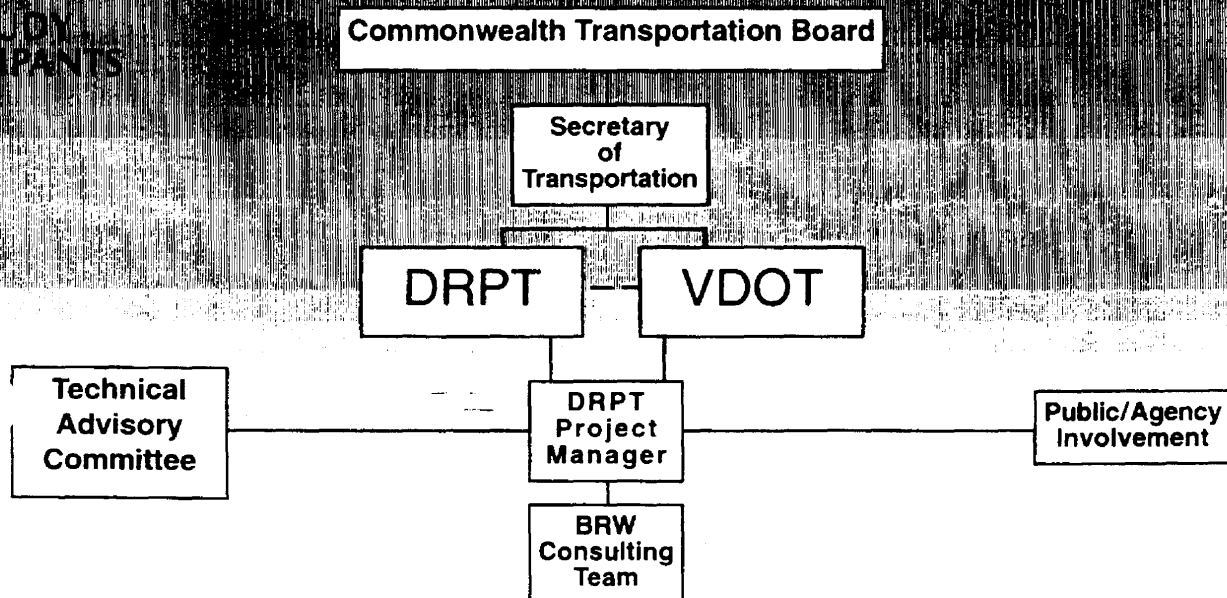 Commonwealth Transportation Board
Secretary
of
Transportation
DRPT
VDOT
Technical
Advisory
Committee
DRPT
Project
Manager
Public/Agency
Involvement
BRW
Consulting
Team